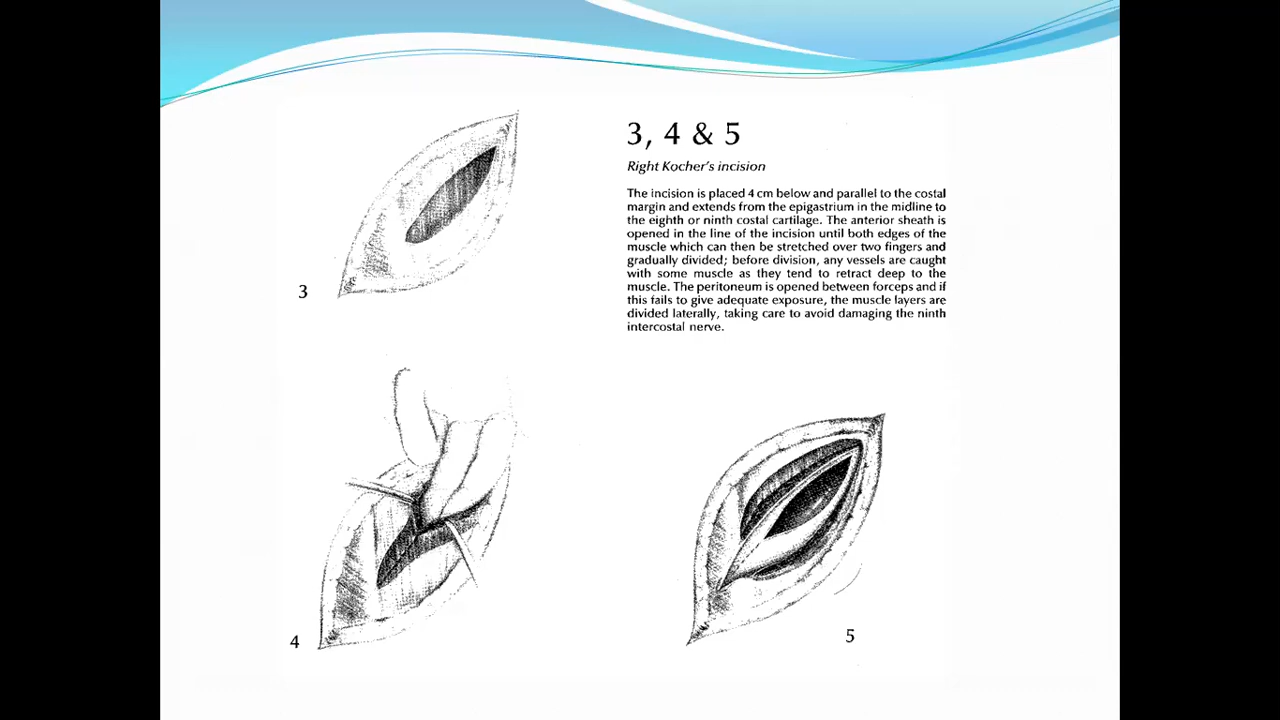 3, 4 & 5
Right Kocher's incision
The incision is placed 4 cm below and parallel to the costal
margin and extends from the epigastrium in the midline to
the eighth or ninth costal cartilage. The anterior sheath is
opened in the line of the incision until both edges of the
muscle which can then be stretched over two fingers and
gradually divided; before division, any vessels are caught
with some muscle as they tend to retract deep to the
muscle. The peritoneum is opened between forceps and if
this fails to give adequate exposure, the muscle layers are
divided laterally, taking care to avoid damaging the ninth
intercostal nerve.
3
4
5